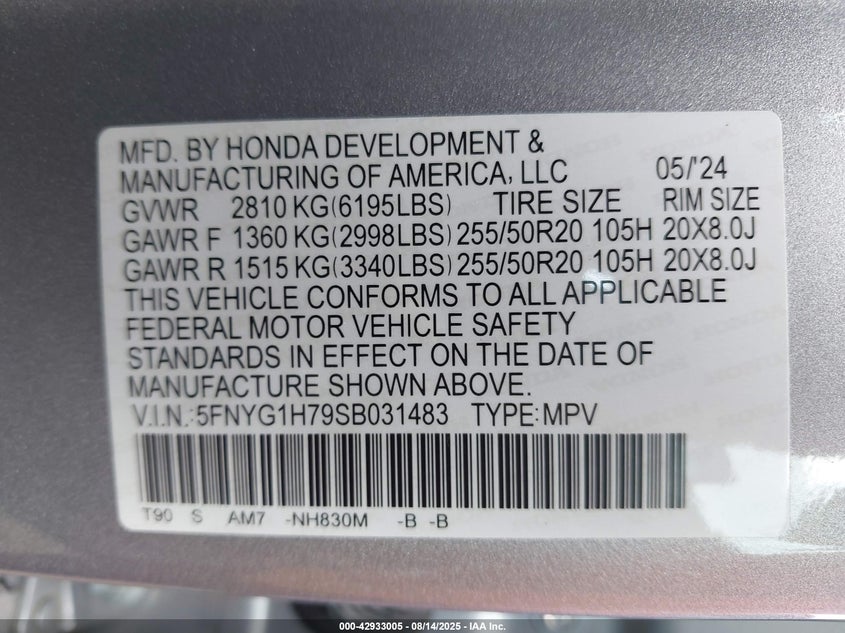 MFD. BY HONDA DEVELOPMENT &
MANUFACTURING OF AMERICA, LLC 05/'24
GVWR 2810 KG(6195LBS) TIRE SIZE RIM SIZE
GAWR F 1360 KG(2998LBS) 255/50R20 105H 20X8.0J
GAWR R 1515 KG(3340LBS) 255/50R20 105H 20X8.0J
THIS VEHICLE CONFORMS TO ALL APPLICABLE
FEDERAL MOTOR VEHICLE SAFETY
STANDARDS IN EFFECT ON THE DATE OF
MANUFACTURE SHOWN ABOVE.
V.I.N.:5FNYG1H79SB031483 TYPE:MPV
T90 S AM7 -NH830M -B -B
000-42933005 | 08/14/2025 | IAA Inc.